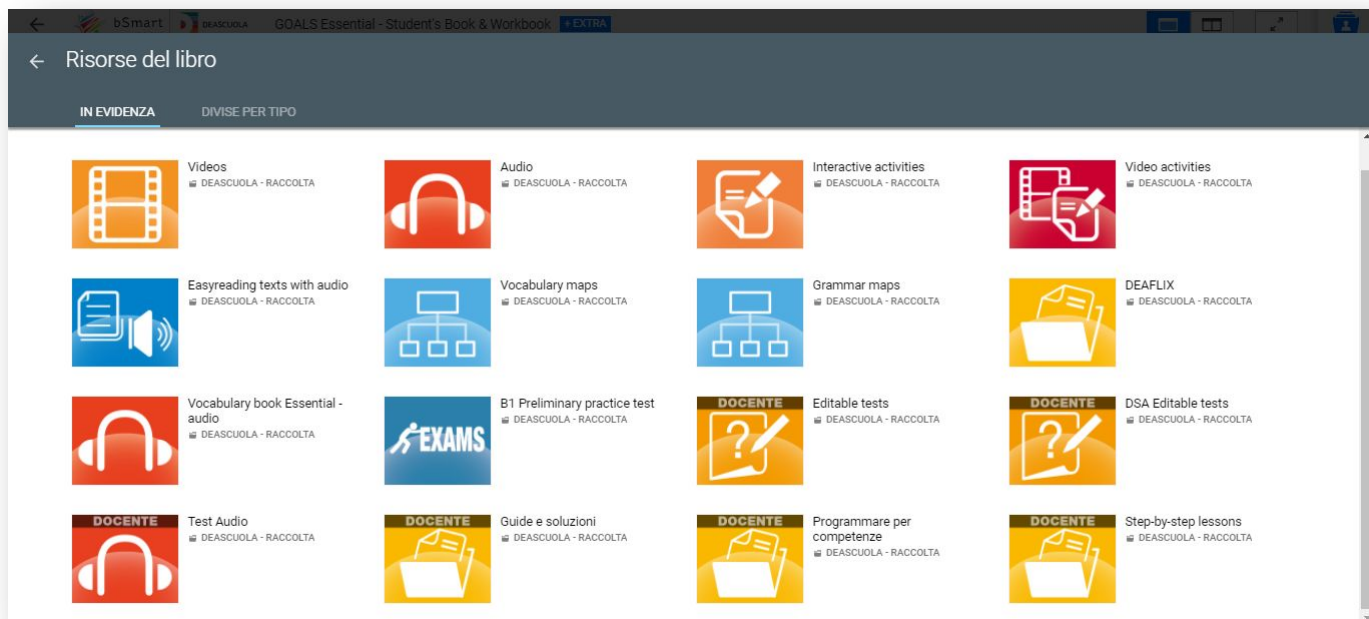 bSmart DEASCUOLA GOALS Essential - Student's Book & Workbook +EXTRA
Risorse del libro
IN EVIDENZA DIVISE PER TIPO
Videos
DEASCUOLA - RACCOLTA
Audio
DEASCUOLA - RACCOLTA
Interactive activities
DEASCUOLA - RACCOLTA
Video activities
DEASCUOLA - RACCOLTA
Easyreading texts with audio
DEASCUOLA - RACCOLTA
Vocabulary maps
DEASCUOLA - RACCOLTA
Grammar maps
DEASCUOLA - RACCOLTA
DEAFLIX
DEASCUOLA - RACCOLTA
Vocabulary book Essential -
audio
DEASCUOLA - RACCOLTA
EXAMS
B1 Preliminary practice test
DEASCUOLA - RACCOLTA
DOCENTE
Editable tests
DEASCUOLA - RACCOLTA
DOCENTE
DSA Editable tests
DEASCUOLA - RACCOLTA
DOCENTE
Test Audio
DEASCUOLA - RACCOLTA
DOCENTE
Guide e soluzioni
DEASCUOLA - RACCOLTA
DOCENTE
Programmare per
competenze
DEASCUOLA - RACCOLTA
DOCENTE
Step-by-step lessons
DEASCUOLA - RACCOLTA